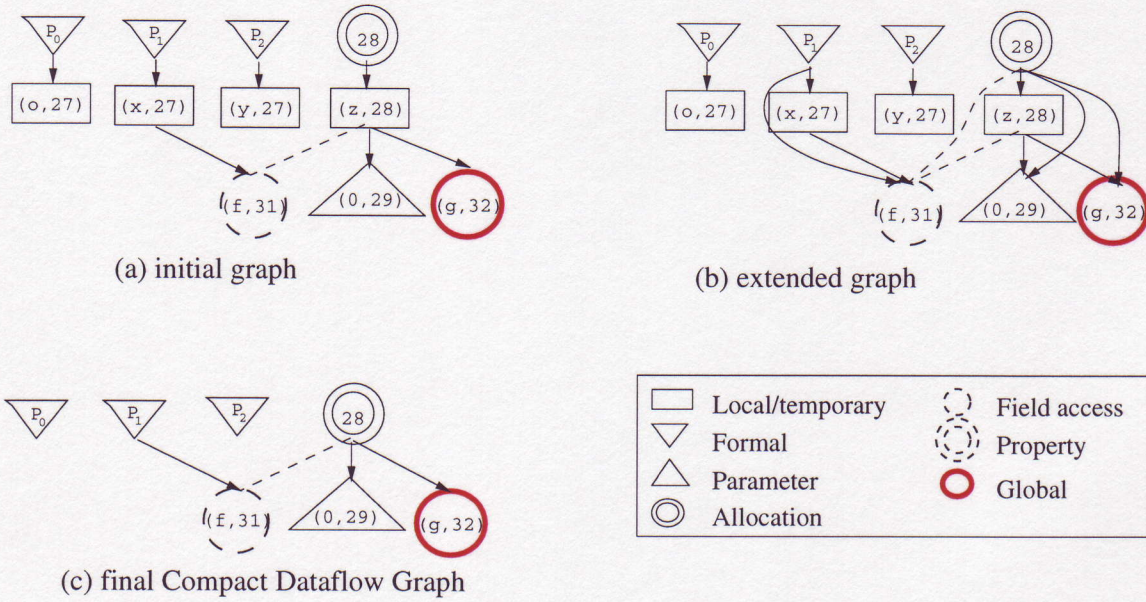 P0 P1 P2 28
(o,27) (x,27) (y,27) (z,28)
(f,31) (0,29) (g,32)
(a) initial graph
P0 P1 P2 28
(o,27) (x,27) (y,27) (z,28)
(f,31) (0,29) (g,32)
(b) extended graph
P0 P1 P2 28
(f,31) (0,29) (g,32)
(c) final Compact Dataflow Graph
Local/temporary
Formal
Parameter
Allocation
Field access
Property
Global